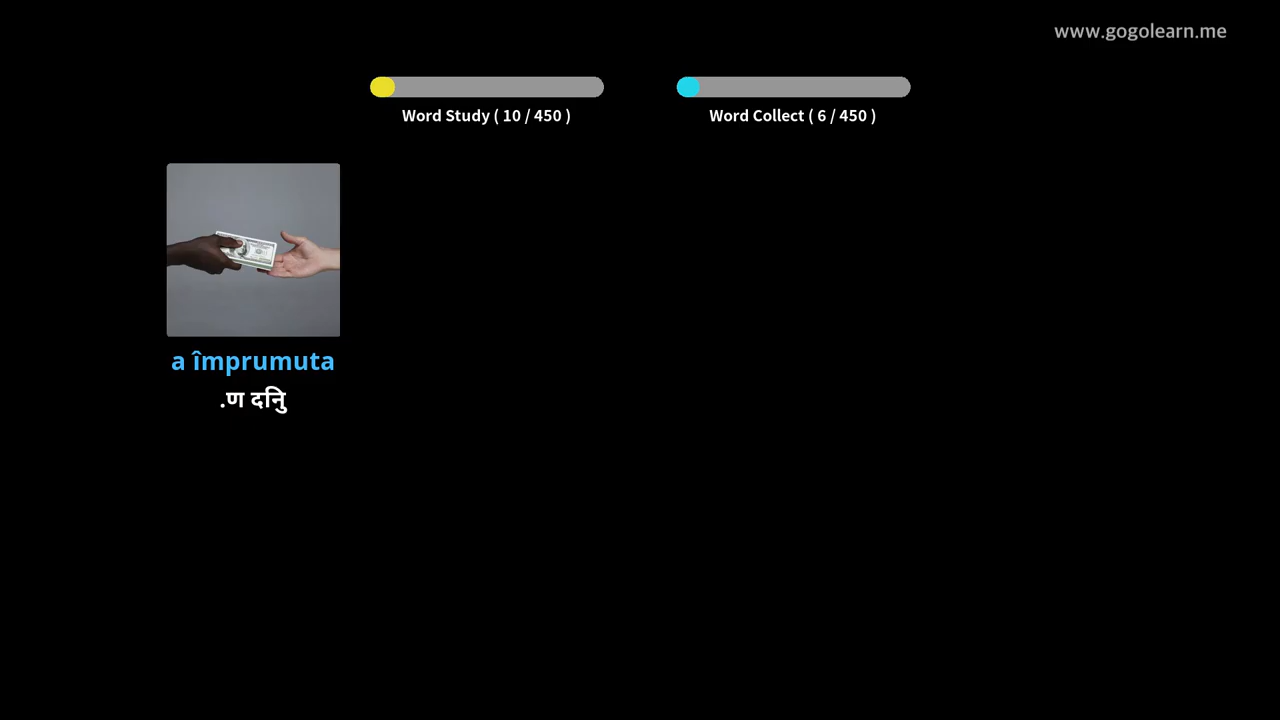 www.gogolearn.me
Word Study ( 10 / 450 )
Word Collect ( 6 / 450 )
a împrumuta
.ण दनिु